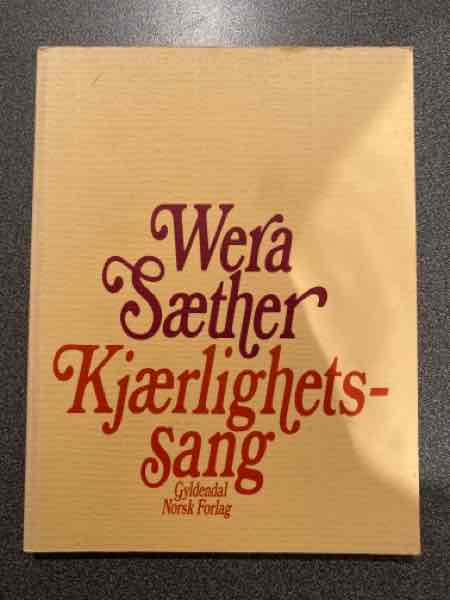 Wera
Sæther
Kjærlighets-
sang
Gyldendal
Norsk Forlag